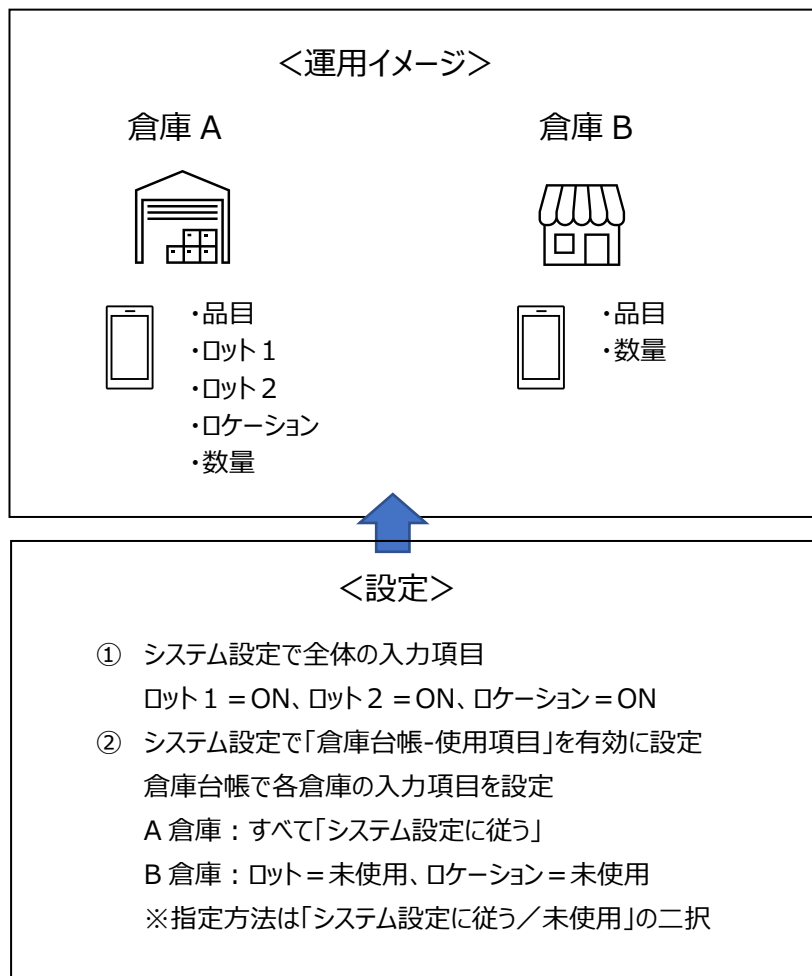 ＜運用イメージ＞
倉庫 A
倉庫 B
・品目
・ロット１
・ロット２
・ロケーション
・数量
・品目
・数量
＜設定＞
① システム設定で全体の入力項目
ロット１＝ON、ロット２＝ON、ロケーション＝ON
② システム設定で「倉庫台帳-使用項目」を有効に設定
倉庫台帳で各倉庫の入力項目を設定
A 倉庫：すべて「システム設定に従う」
B 倉庫：ロット＝未使用、ロケーション＝未使用
※指定方法は「システム設定に従う／未使用」の二択